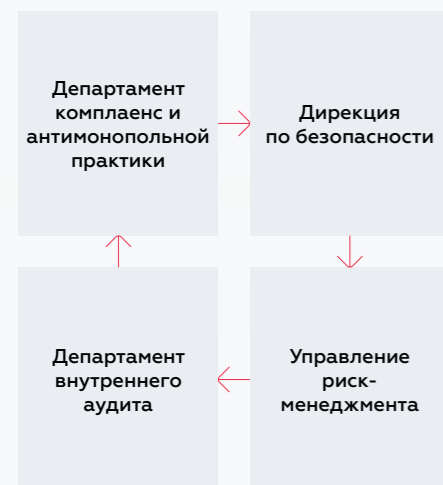 Департамент
комплаенс и
антимонопольной
практики
Дирекция
по безопасности
Департамент
внутреннего
аудита
Управление
риск-
менеджмента